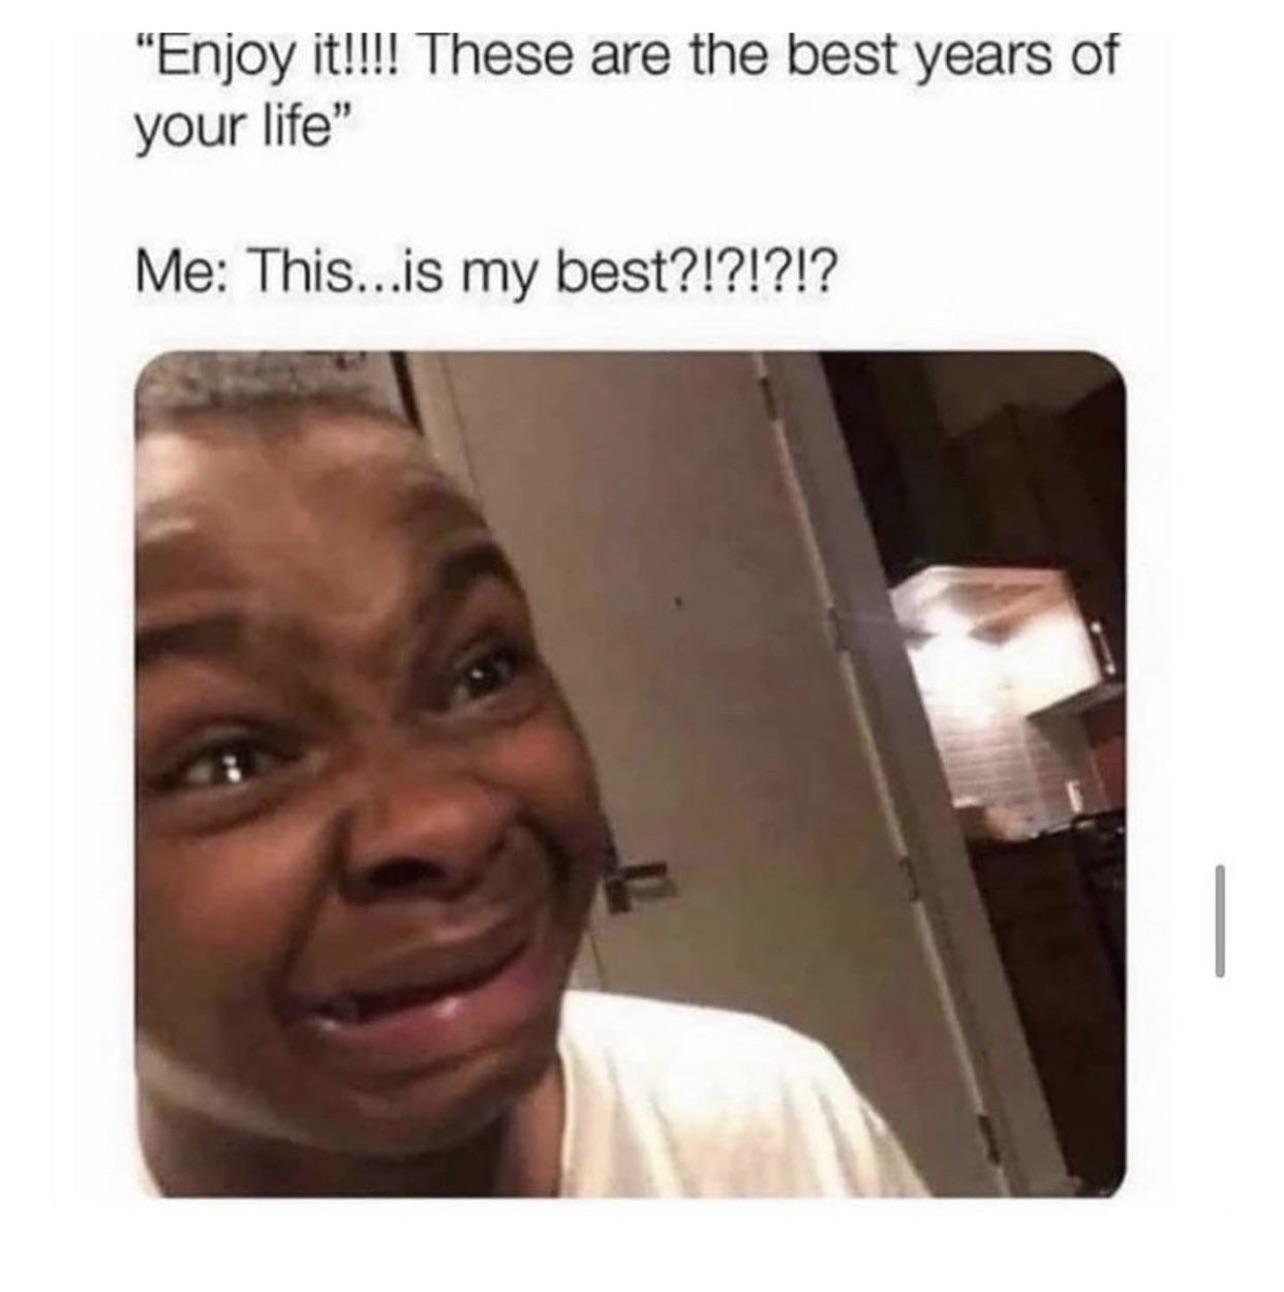 “Enjoy it!!!! These are the best years of
your life”
Me: This...is my best?!?!?!?